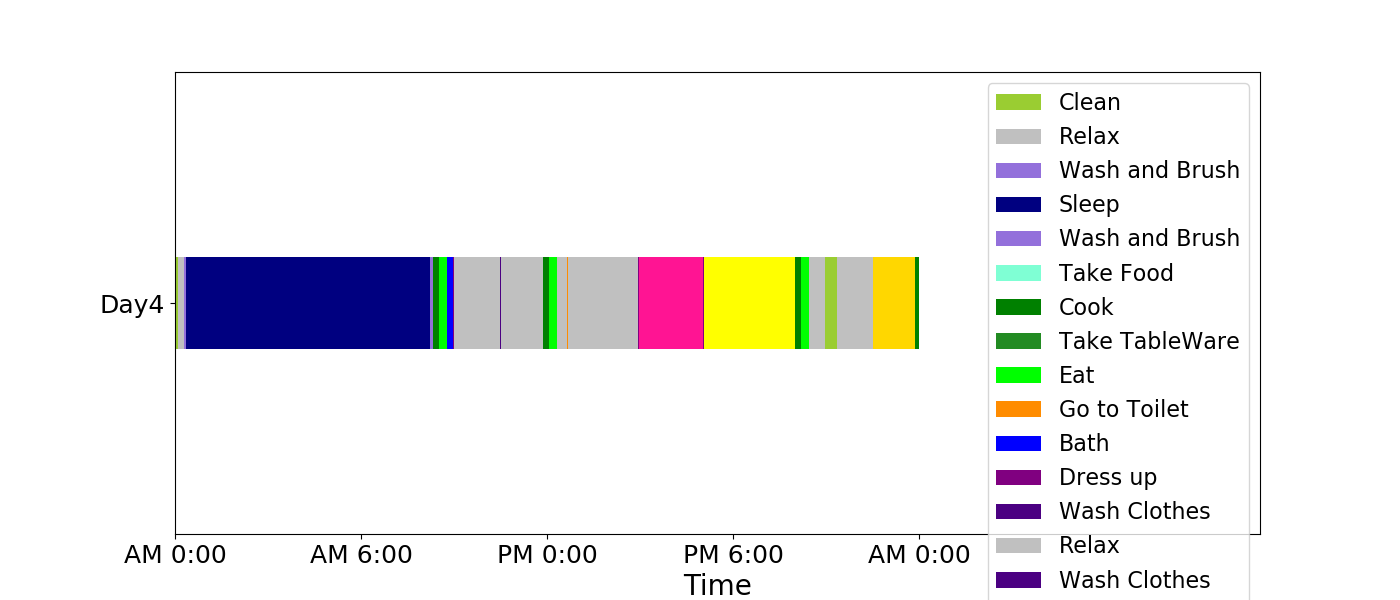 Clean
Relax
Wash and Brush
Sleep
Wash and Brush
Take Food
Cook
Take TableWare
Eat
Go to Toilet
Bath
Dress up
Wash Clothes
Relax
Wash Clothes
Day4
AM 0:00 AM 6:00 PM 0:00 PM 6:00 AM 0:00
Time